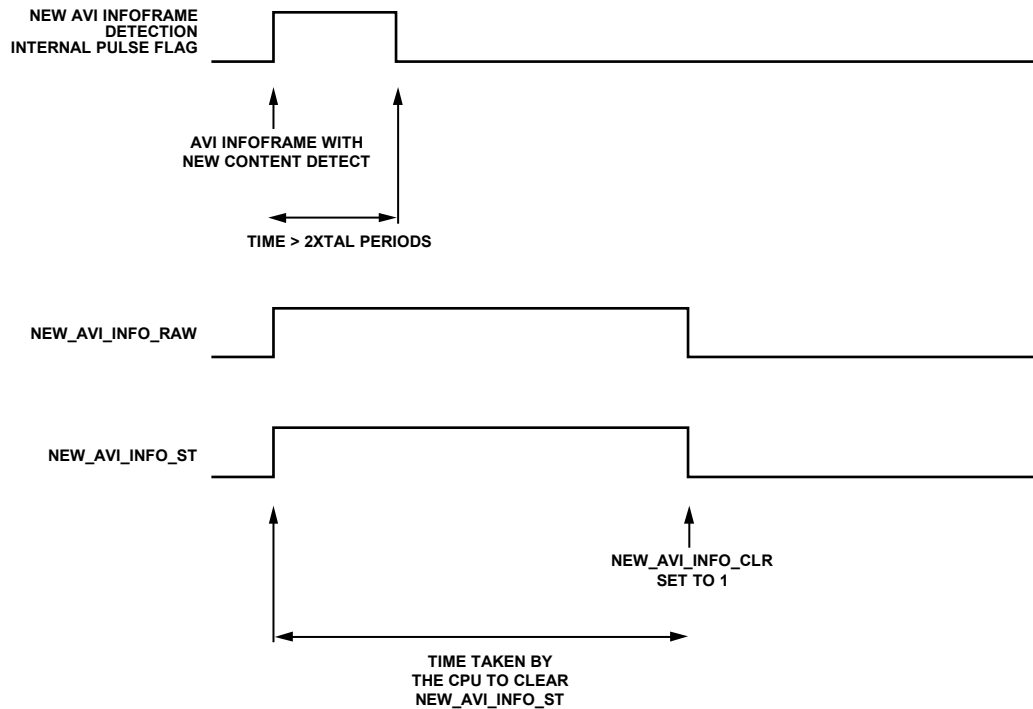 NEW AVI INFOFRAME
DETECTION
INTERNAL PULSE FLAG
AVI INFOFRAME WITH
NEW CONTENT DETECT
TIME > 2XTAL PERIODS
NEW_AVI_INFO_RAW
NEW_AVI_INFO_ST
NEW_AVI_INFO_CLR
SET TO 1
TIME TAKEN BY
THE CPU TO CLEAR
NEW_AVI_INFO_ST